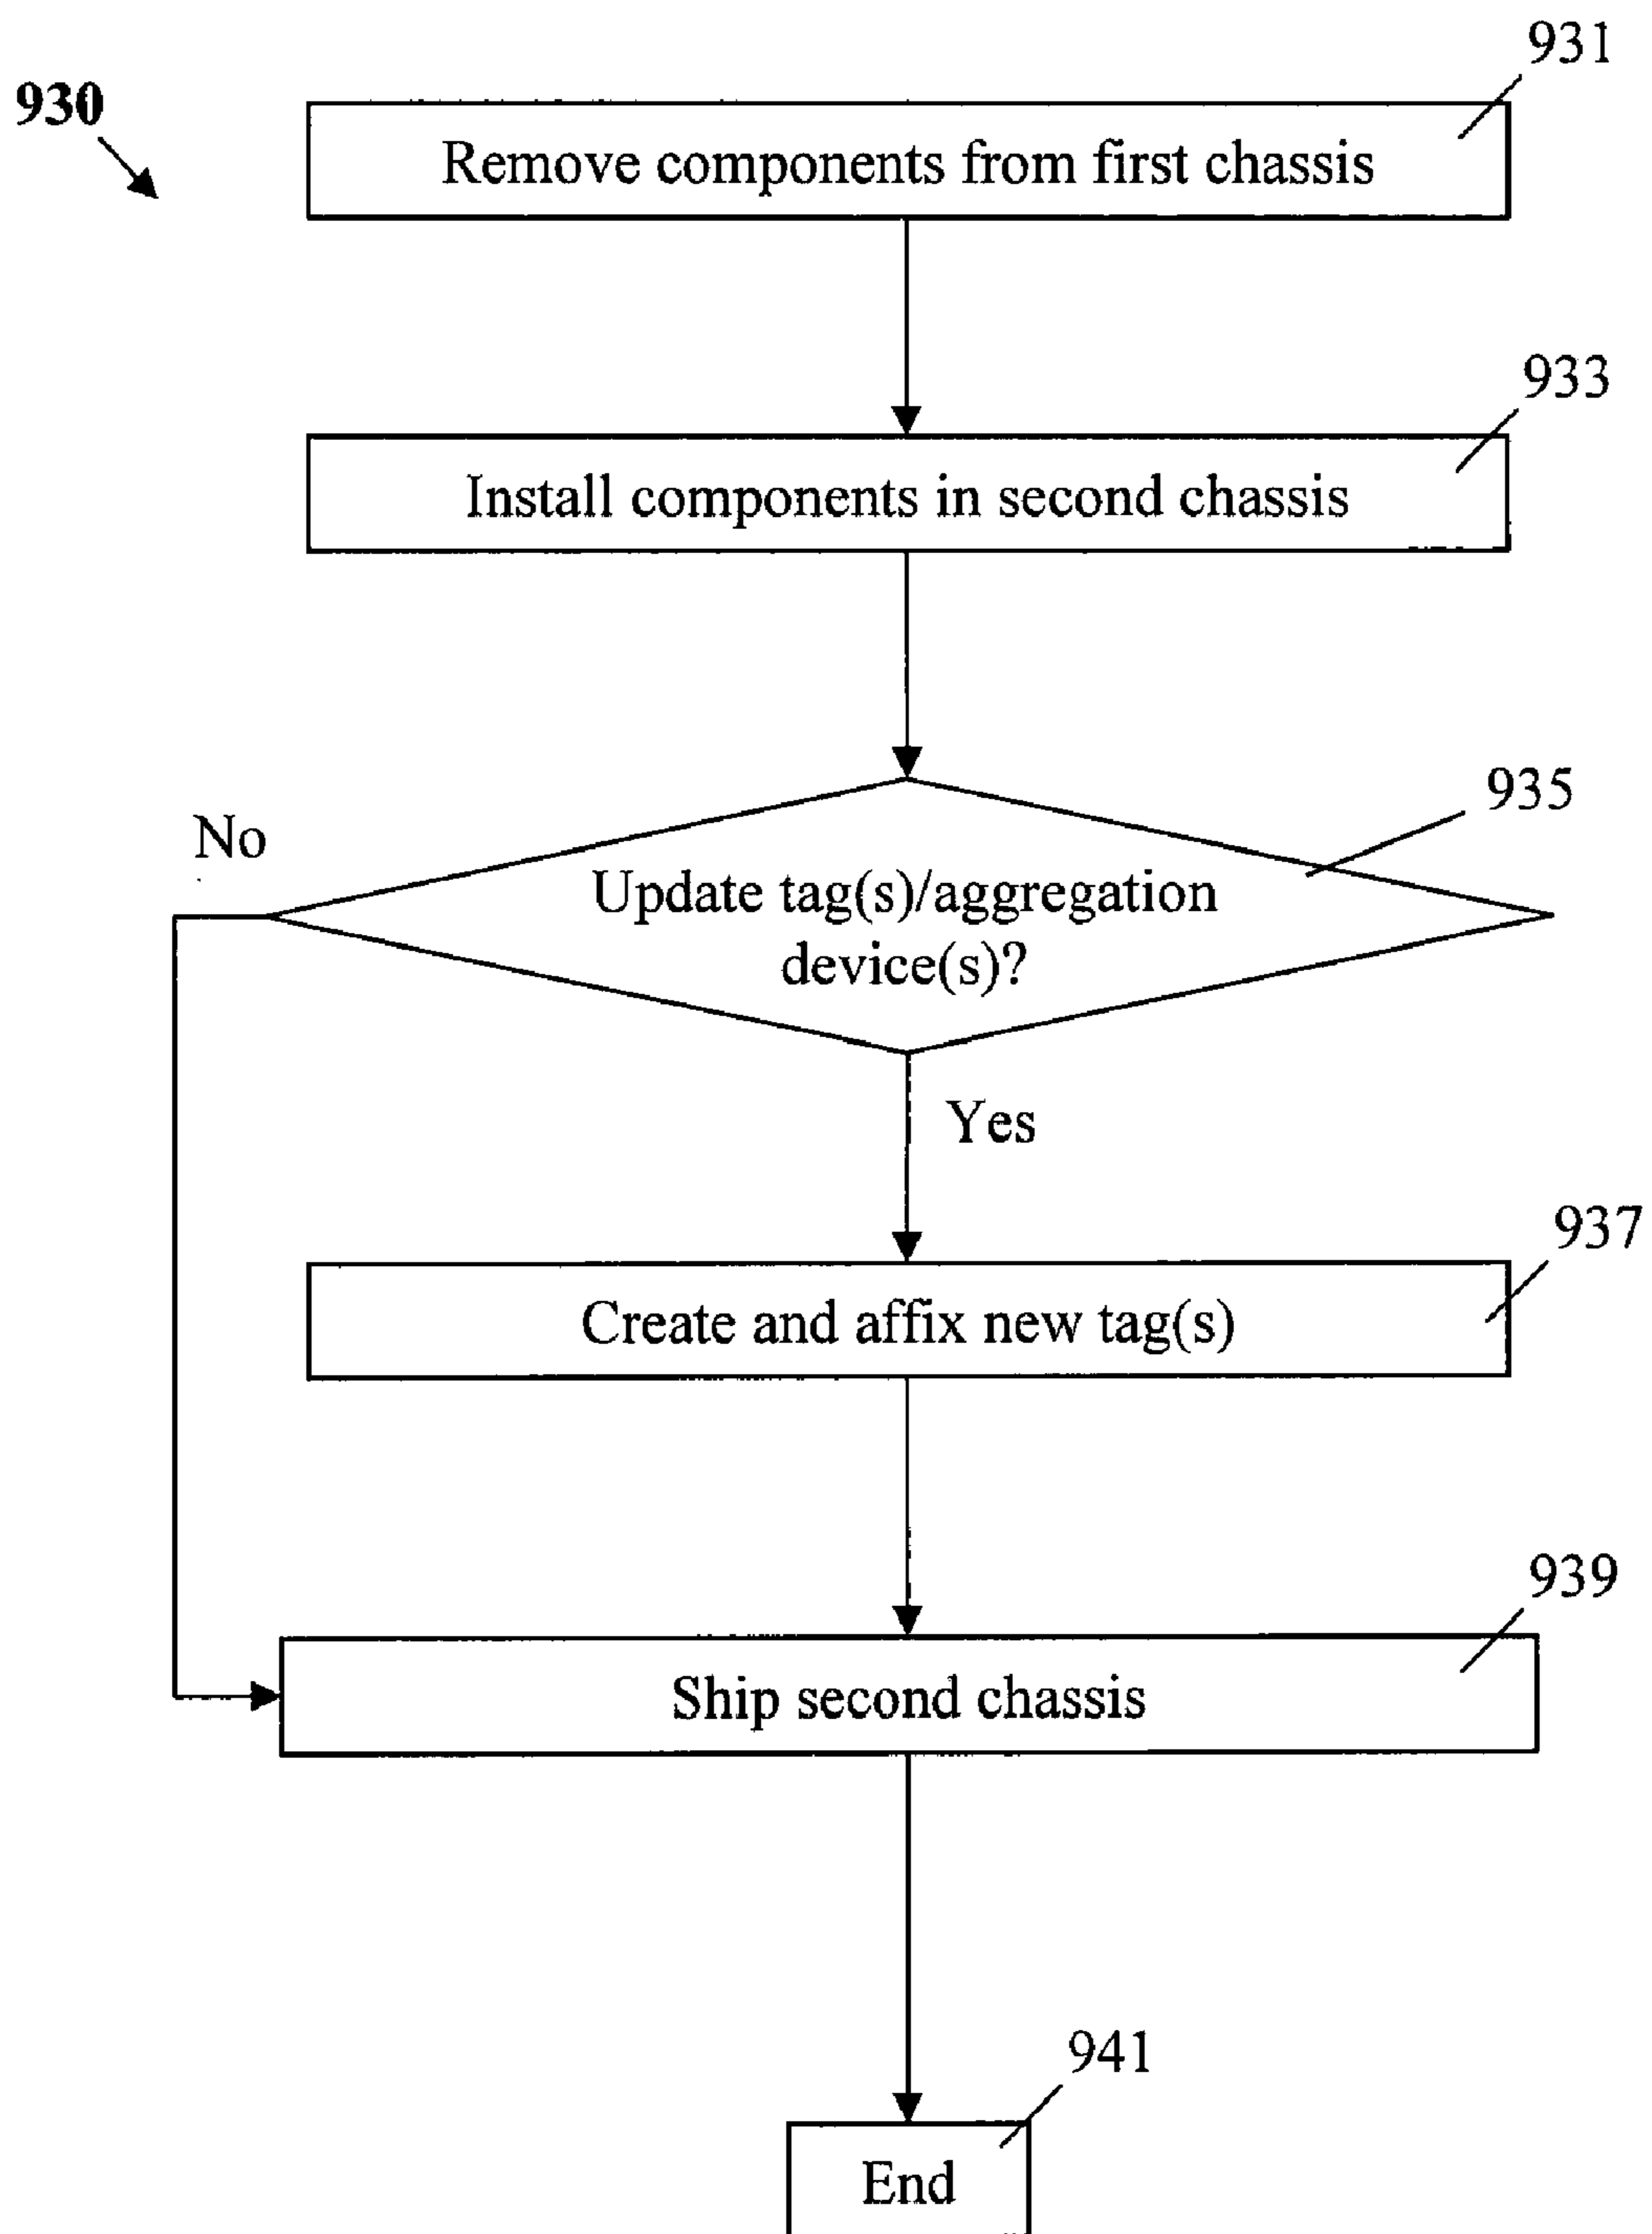 931
930
Remove components from first chassis
933
Install components in second chassis
935
No
Update tag(s)/aggregation
device(s)?
Yes
937
Create and affix new tag(s)
939
Ship second chassis
941
End